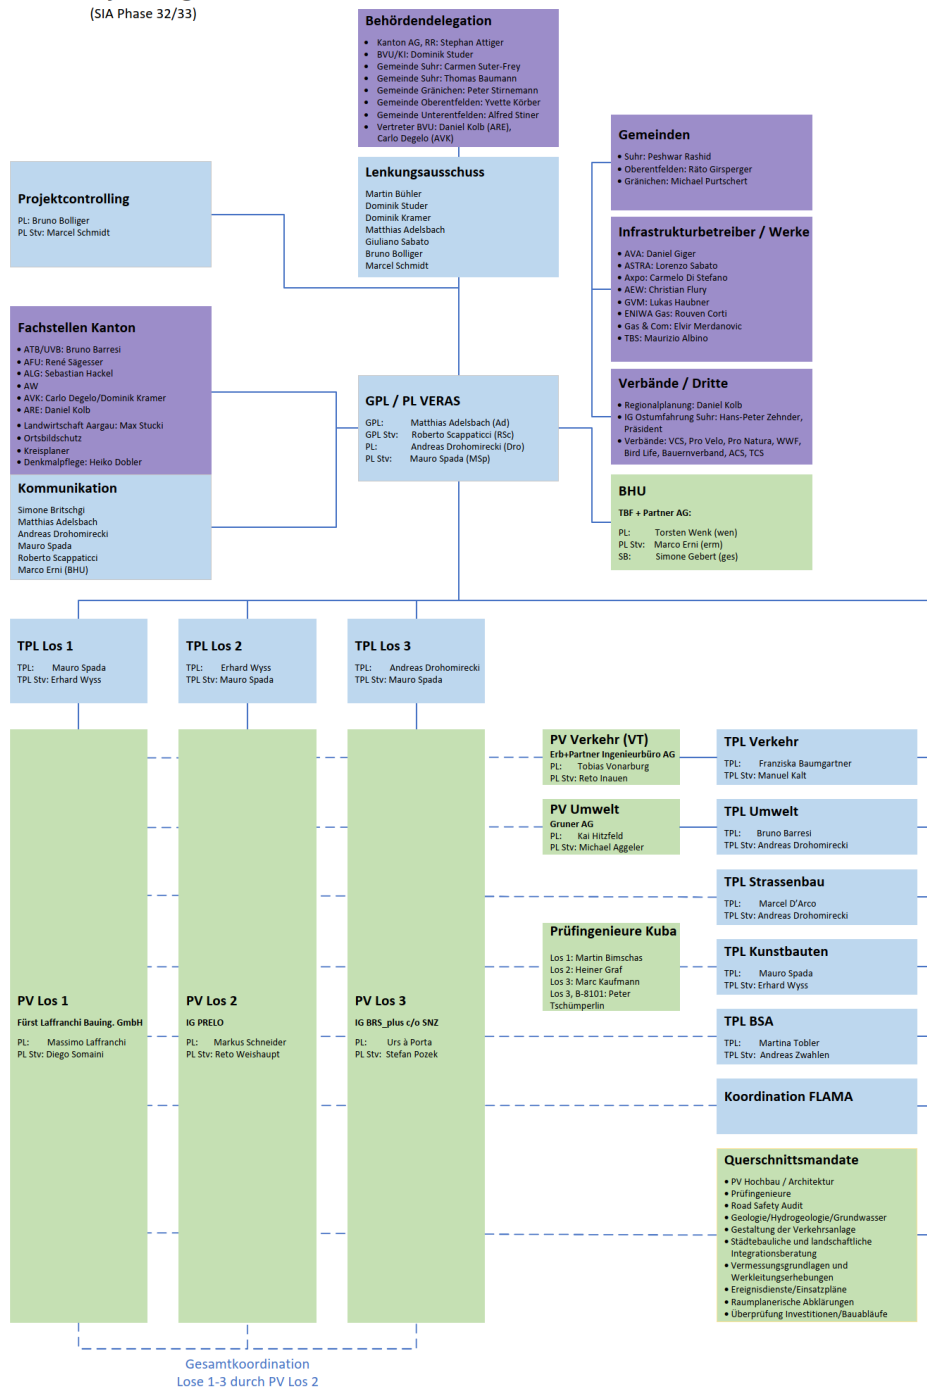 (SIA Phase 32/33)
Behördendelegation
• Kanton AG, RR: Stephan Attiger
• BVU/KI: Dominik Studer
• Gemeinde Suhr: Carmen Suter-Frey
• Gemeinde Suhr: Thomas Baumann
• Gemeinde Gränichen: Peter Stirnemann
• Gemeinde Oberentfelden: Yvette Körber
• Gemeinde Unterentfelden: Alfred Stiner
• Vertreter BVU: Daniel Kolb (ARE),
Carlo Degelo (AVK)
Lenkungsausschuss
Martin Bühler
Dominik Studer
Dominik Kramer
Matthias Adelsbach
Giuliano Sabato
Bruno Bolliger
Marcel Schmidt
Gemeinden
• Suhr: Peshwar Rashid
• Oberentfelden: Räto Girsperger
• Gränichen: Michael Purtschert
Projektcontrolling
PL: Bruno Bolliger
PL Stv: Marcel Schmidt
Infrastrukturbetreiber / Werke
• AVA: Daniel Giger
• ASTRA: Lorenzo Sabato
• Axpo: Carmelo Di Stefano
• AEW: Christian Flury
• GVM: Lukas Haubner
• ENIWA Gas: Rouven Corti
• Gas & Com: Elvir Merdanovic
• TBS: Maurizio Albino
Fachstellen Kanton
• ATB/UVB: Bruno Barresi
• AFU: René Sägesser
• ALG: Sebastian Hackel
• AW
• AVK: Carlo Degelo/Dominik Kramer
• ARE: Daniel Kolb
• Landwirtschaft Aargau: Max Stucki
• Ortsbildschutz
• Kreisplaner
• Denkmalpflege: Heiko Dobler
Kommunikation
Simone Britschgi
Matthias Adelsbach
Andreas Drohomirecki
Mauro Spada
Roberto Scappaticci
Marco Erni (BHU)
GPL / PL VERAS
GPL: Matthias Adelsbach (Ad)
GPL Stv: Roberto Scappaticci (RSc)
PL: Andreas Drohomirecki (Dro)
PL Stv: Mauro Spada (MSp)
Verbände / Dritte
• Regionalplanung: Daniel Kolb
• IG Ostumfahrung Suhr: Hans-Peter Zehnder,
Präsident
• Verbände: VCS, Pro Velo, Pro Natura, WWF,
Bird Life, Bauernverband, ACS, TCS
BHU
TBF + Partner AG:
PL: Torsten Wenk (wen)
PL Stv: Marco Erni (erm)
SB: Simone Gebert (ges)
TPL Los 1
TPL: Mauro Spada
TPL Stv: Erhard Wyss
TPL Los 2
TPL: Erhard Wyss
TPL Stv: Mauro Spada
TPL Los 3
TPL: Andreas Drohomirecki
TPL Stv: Mauro Spada
PV Los 1
Fürst Laffranchi Bauing. GmbH
PL: Massimo Laffranchi
PL Stv: Diego Somaini
PV Los 2
IG PRELO
PL: Markus Schneider
PL Stv: Reto Weishaupt
PV Los 3
IG BRS_plus c/o SNZ
PL: Urs à Porta
PL Stv: Stefan Pozek
PV Verkehr (VT)
Erb+Partner Ingenieurbüro AG
PL: Tobias Vonarburg
PL Stv: Reto Inauen
PV Umwelt
Gruner AG
PL: Kai Hitzfeld
PL Stv: Michael Aggeler
Prüfingenieure Kuba
Los 1: Martin Bimschas
Los 2: Heiner Graf
Los 3: Marc Kaufmann
Los 3, B-8101: Peter
Tschümperlin
TPL Verkehr
TPL: Franziska Baumgartner
TPL Stv: Manuel Kalt
TPL Umwelt
TPL: Bruno Barresi
TPL Stv: Andreas Drohomirecki
TPL Strassenbau
TPL: Marcel D'Arco
TPL Stv: Andreas Drohomirecki
TPL Kunstbauten
TPL: Mauro Spada
TPL Stv: Erhard Wyss
TPL BSA
TPL: Martina Tobler
TPL Stv: Andreas Zwahlen
Koordination FLAMA
Querschnittsmandate
• PV Hochbau / Architektur
• Prüfingenieure
• Road Safety Audit
• Geologie/Hydrogeologie/Grundwasser
• Gestaltung der Verkehrsanlage
• Städtebauliche und landschaftliche
Integrationsberatung
• Vermessungsgrundlagen und
Werkleitungserhebungen
• Ereignisdienste/Einsatzpläne
• Raumplanerische Abklärungen
• Überprüfung Investitionen/Bauabläufe
Gesamtkoordination
Lose 1-3 durch PV Los 2